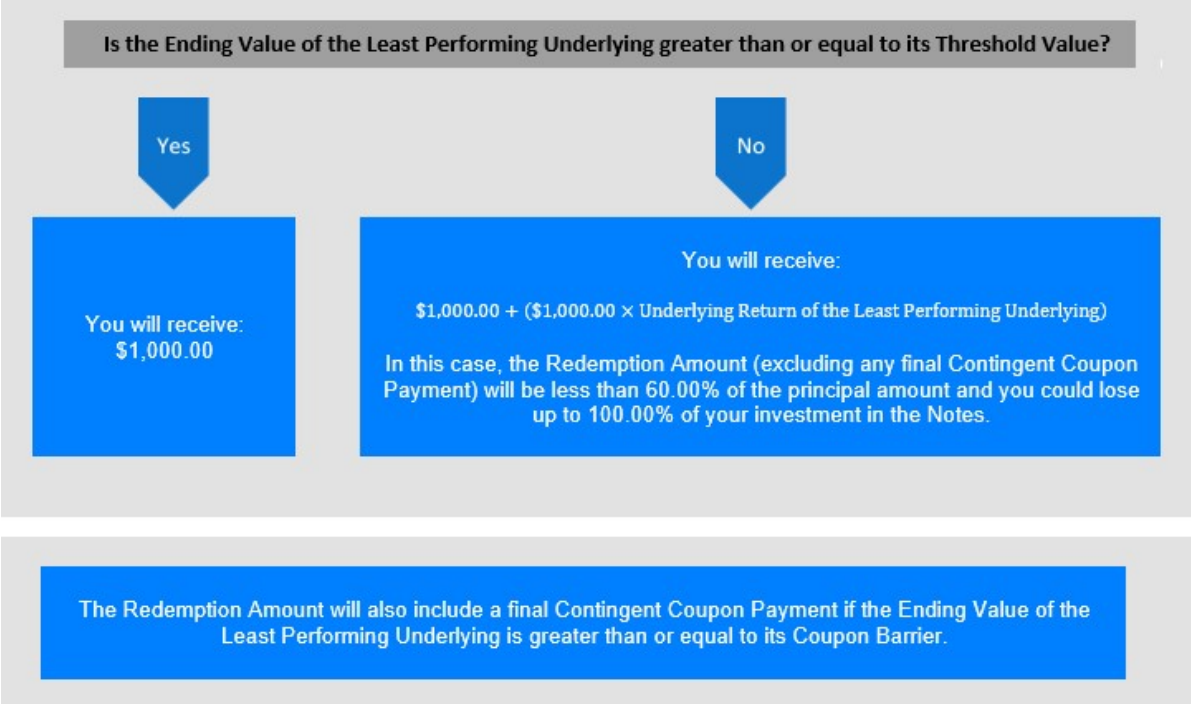 Is the Ending Value of the Least Performing Underlying greater than or equal to its Threshold Value?
Yes
No
You will receive:
$1,000.00
You will receive:
$1,000.00 + ($1,000.00 × Underlying Return of the Least Performing Underlying)
In this case, the Redemption Amount (excluding any final Contingent Coupon
Payment) will be less than 60.00% of the principal amount and you could lose
up to 100.00% of your investment in the Notes.
The Redemption Amount will also include a final Contingent Coupon Payment if the Ending Value of the
Least Performing Underlying is greater than or equal to its Coupon Barrier.